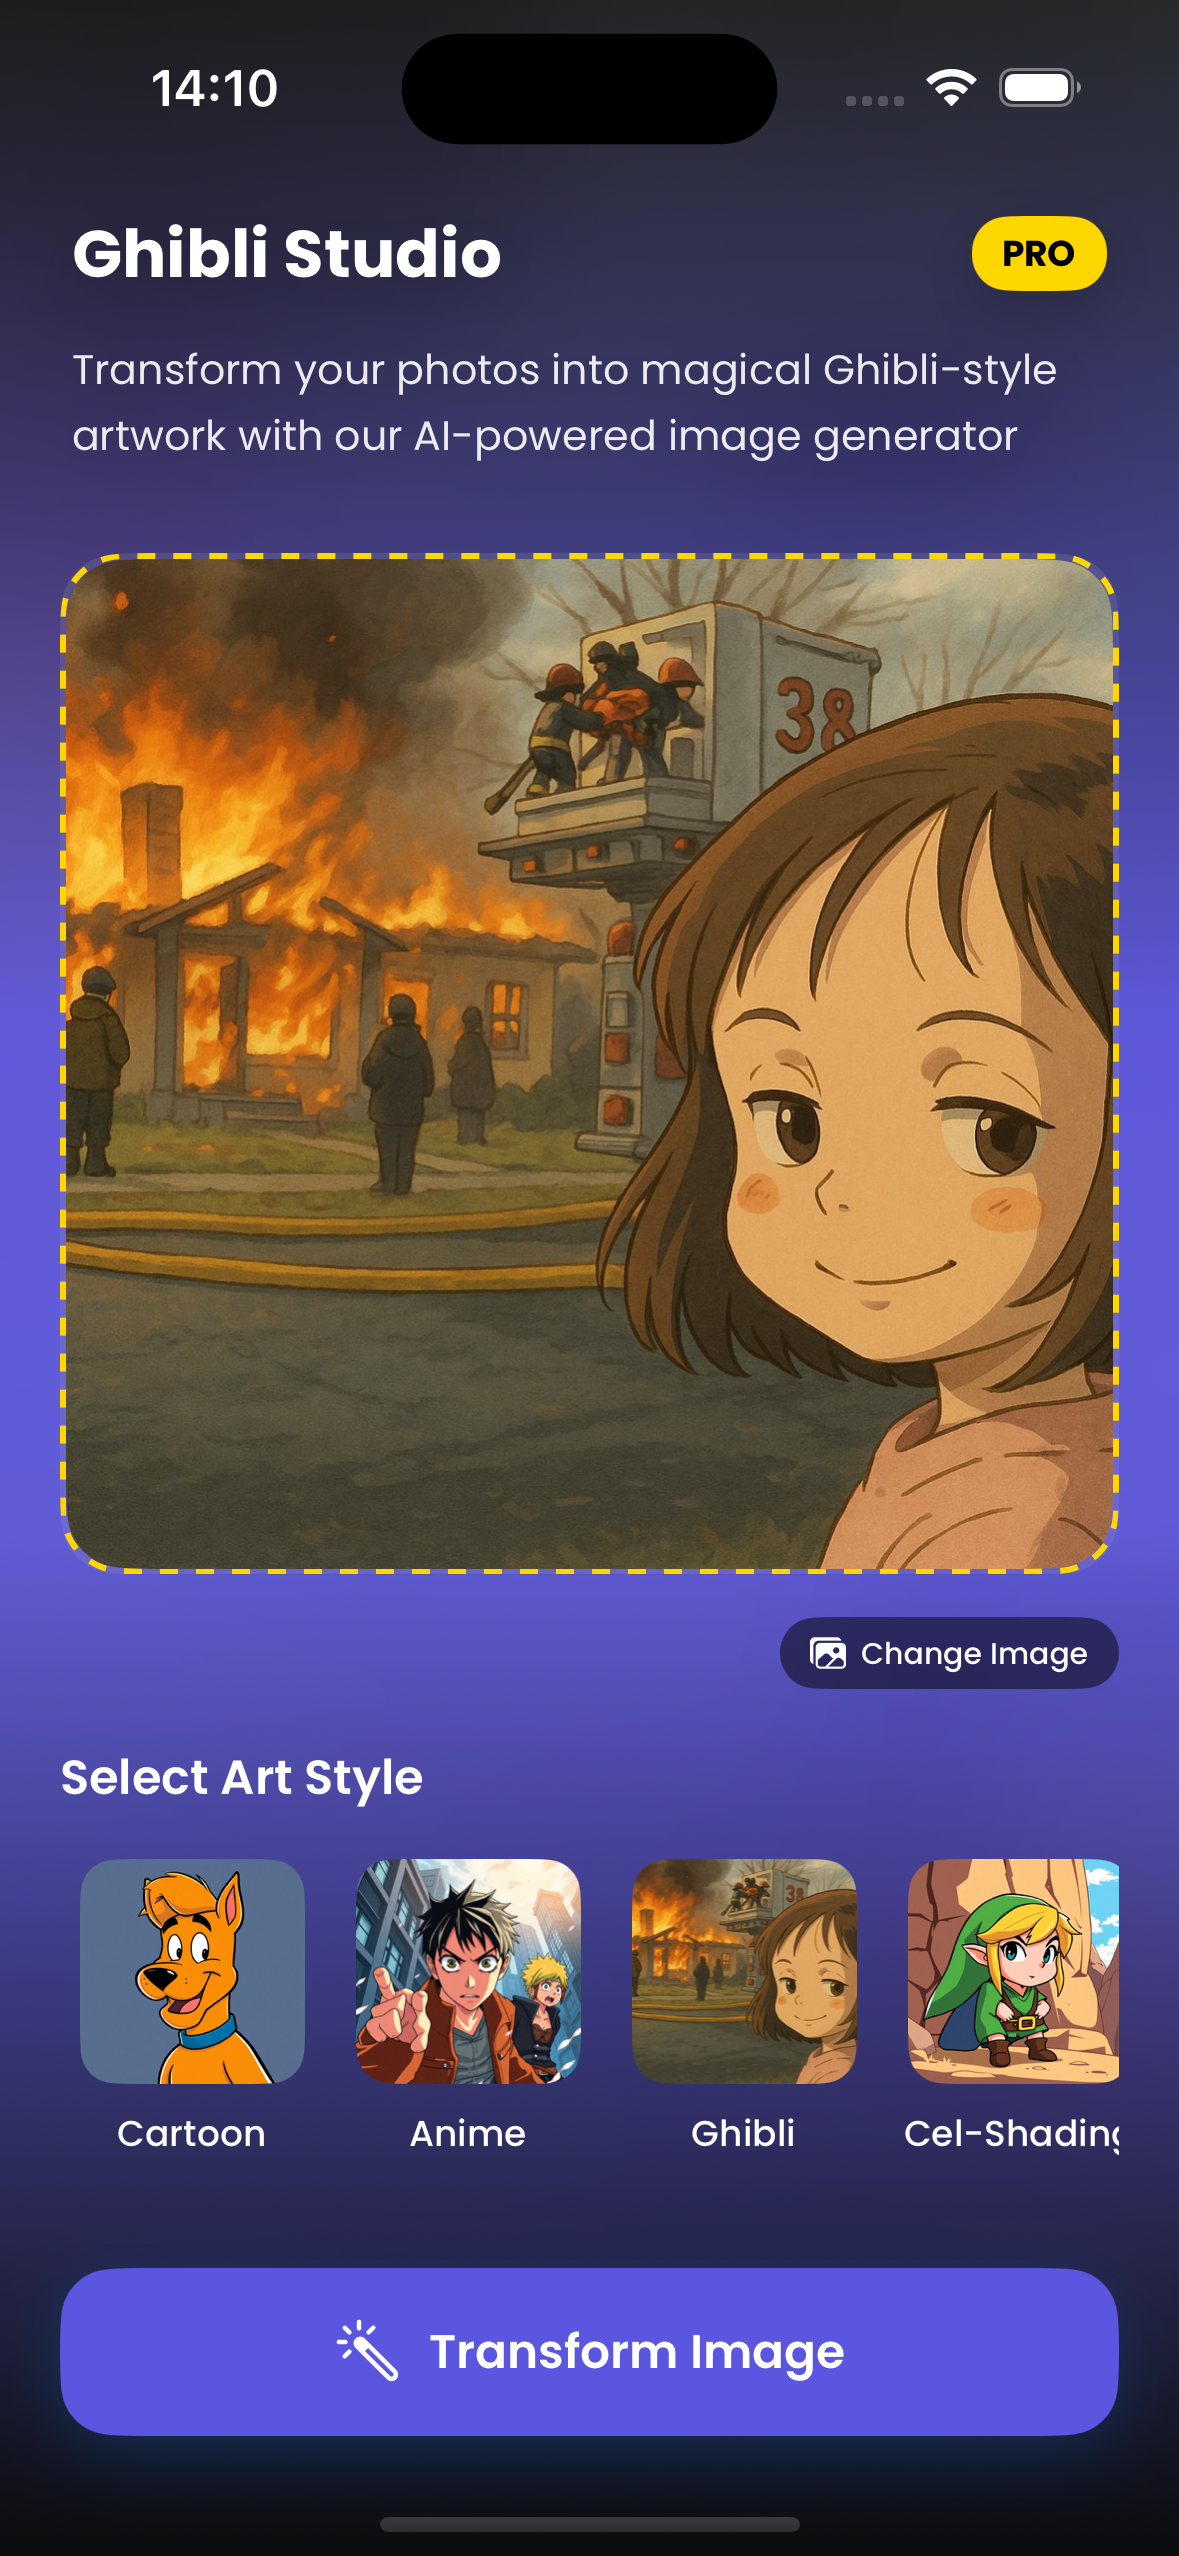 14:10
Ghibli Studio
PRO
Transform your photos into magical Ghibli-style
artwork with our AI-powered image generator
38
Change Image
Select Art Style
38
Cartoon
Anime
Ghibli
Cel-Shading
Transform Image